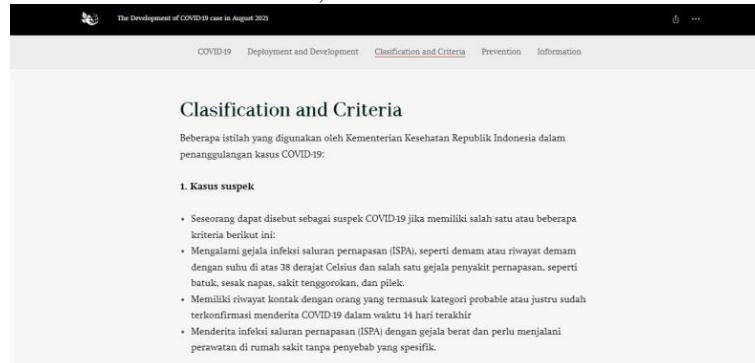 The Development of COVID-19 case in August 2021
COVID-19 Deployment and Development Clasification and Criteria Prevention Information
Clasification and Criteria
Beberapa istilah yang digunakan oleh Kementerian Kesehatan Republik Indonesia dalam
penanggulangan kasus COVID-19:
1. Kasus suspek
• Seseorang dapat disebut sebagai suspek COVID-19 jika memiliki salah satu atau beberapa
kriteria berikut ini:
• Mengalami gejala infeksi saluran pernapasan (ISPA), seperti demam atau riwayat demam
dengan suhu di atas 38 derajat Celsius dan salah satu gejala penyakit pernapasan, seperti
batuk, sesak napas, sakit tenggorokan, dan pilek.
• Memiliki riwayat kontak dengan orang yang termasuk kategori probable atau justru sudah
terkonfirmasi menderita COVID-19 dalam waktu 14 hari terakhir
• Menderita infeksi saluran pernapasan (ISPA) dengan gejala berat dan perlu menjalani
perawatan di rumah sakit tanpa penyebab yang spesifik.